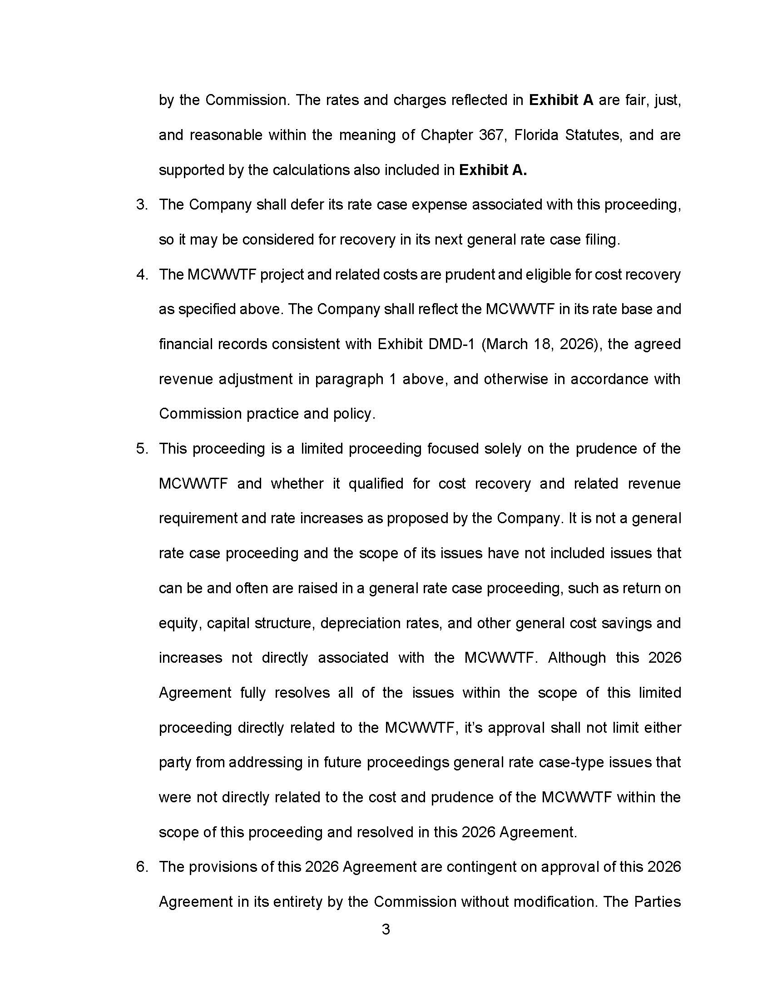 by the Commission. The rates and charges reflected in Exhibit A are fair, just,
and reasonable within the meaning of Chapter 367, Florida Statutes, and are
supported by the calculations also included in Exhibit A.
3. The Company shall defer its rate case expense associated with this proceeding,
so it may be considered for recovery in its next general rate case filing.
4. The MCWWTF project and related costs are prudent and eligible for cost recovery
as specified above. The Company shall reflect the MCWWTF in its rate base and
financial records consistent with Exhibit DMD-1 (March 18, 2026), the agreed
revenue adjustment in paragraph 1 above, and otherwise in accordance with
Commission practice and policy.
5. This proceeding is a limited proceeding focused solely on the prudence of the
MCWWTF and whether it qualified for cost recovery and related revenue
requirement and rate increases as proposed by the Company. It is not a general
rate case proceeding and the scope of its issues have not included issues that
can be and often are raised in a general rate case proceeding, such as return on
equity, capital structure, depreciation rates, and other general cost savings and
increases not directly associated with the MCWWTF. Although this 2026
Agreement fully resolves all of the issues within the scope of this limited
proceeding directly related to the MCWWTF, it’s approval shall not limit either
party from addressing in future proceedings general rate case-type issues that
were not directly related to the cost and prudence of the MCWWTF within the
scope of this proceeding and resolved in this 2026 Agreement.
6. The provisions of this 2026 Agreement are contingent on approval of this 2026
Agreement in its entirety by the Commission without modification. The Parties
3